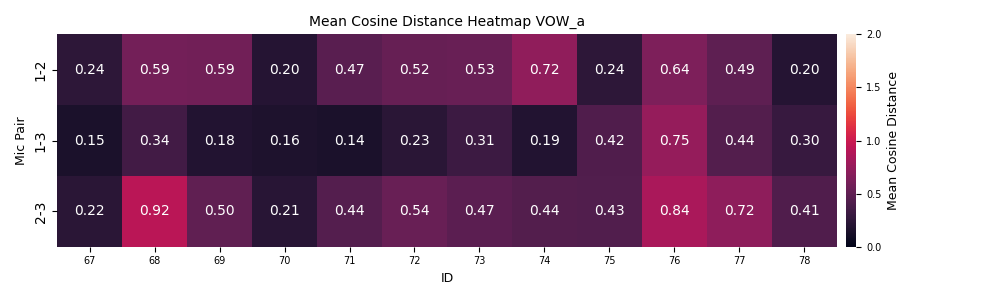 Mean Cosine Distance Heatmap VOW_a
Mic Pair
1-2 0.24 0.59 0.59 0.20 0.47 0.52 0.53 0.72 0.24 0.64 0.49 0.20
1-3 0.15 0.34 0.18 0.16 0.14 0.23 0.31 0.19 0.42 0.75 0.44 0.30
2-3 0.22 0.92 0.50 0.21 0.44 0.54 0.47 0.44 0.43 0.84 0.72 0.41
67 68 69 70 71 72 73 74 75 76 77 78
ID
2.0
1.5
1.0
0.5
0.0
Mean Cosine Distance